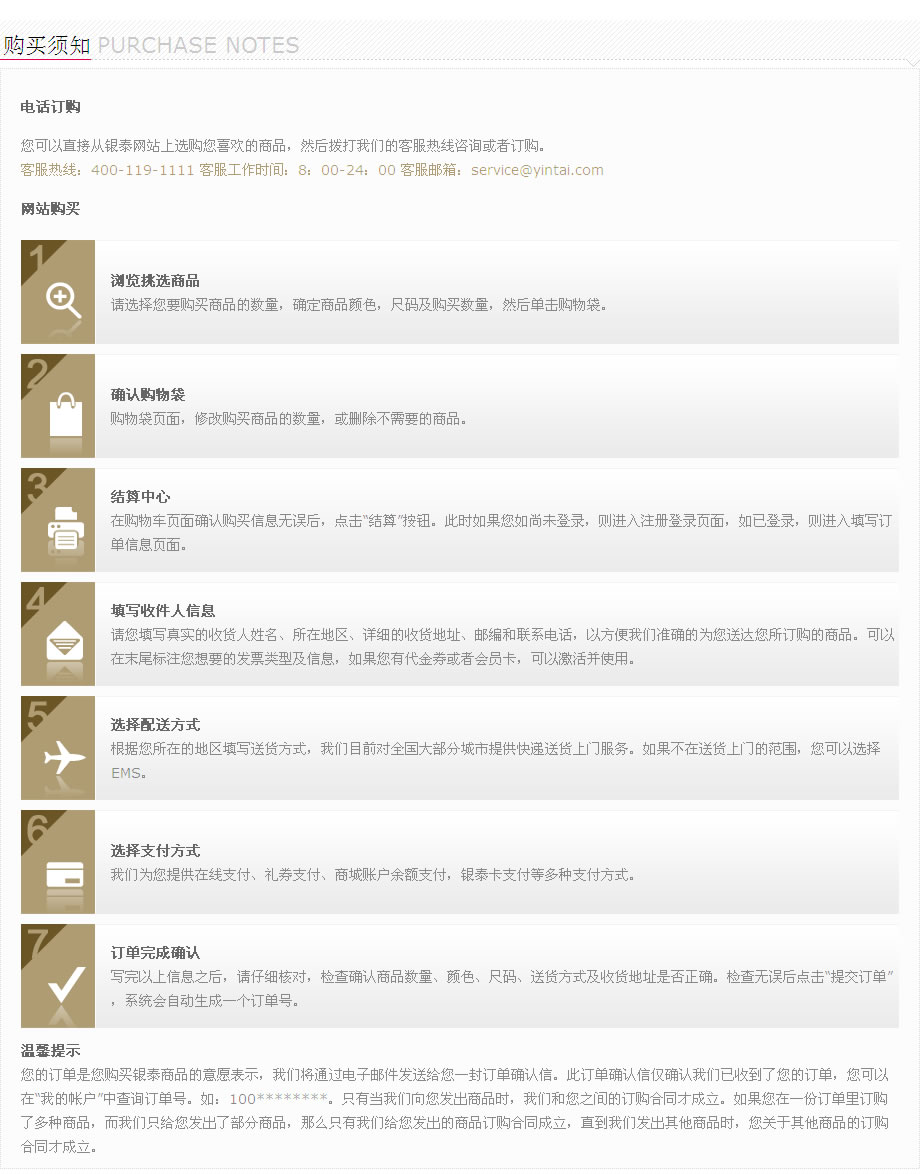 购买须知 PURCHASE NOTES
电话订购
您可以直接从银泰网站上选购您喜欢的商品，然后拨打我们的客服热线咨询或者订购。
客服热线：400-119-1111 客服工作时间：8：00-24：00 客服邮箱：service@yintai.com
网站购买
1
浏览挑选商品
请选择您要购买商品的数量，确定商品颜色，尺码及购买数量，然后单击购物袋。
2
确认购物袋
购物袋页面，修改购买商品的数量，或删除不需要的商品。
3
结算中心
在购物车页面确认购买信息无误后，点击“结算”按钮。此时如果您如尚未登录，则进入注册登录页面，如已登录，则进入填写订
单信息页面。
4
填写收件人信息
请您填写真实的收货人姓名、所在地区、详细的收货地址、邮编和联系电话，以方便我们准确的为您送达您所订购的商品。可以
在末尾标注您想要的发票类型及信息，如果您有代金券或者会员卡，可以激活并使用。
5
选择配送方式
根据您所在的地区填写送货方式，我们目前对全国大部分城市提供快递送货上门服务。如果不在送货上门的范围，您可以选择
EMS。
6
选择支付方式
我们为您提供在线支付、礼券支付、商城账户余额支付，银泰卡支付等多种支付方式。
7
订单完成确认
写完以上信息之后，请仔细核对，检查确认商品数量、颜色、尺码、送货方式及收货地址是否正确。检查无误后点击“提交订单”
，系统会自动生成一个订单号。
温馨提示
您的订单是您购买银泰商品的意愿表示，我们将通过电子邮件发送给您一封订单确认信。此订单确认信仅确认我们已收到了您的订单，您可以
在“我的帐户”中查询订单号。如：100********。只有当我们向您发出商品时，我们和您之间的订购合同才成立。如果您在一份订单里订购
了多种商品，而我们只给您发出了部分商品，那么只有我们给您发出的商品订购合同成立，直到我们发出其他商品时，您关于其他商品的订购
合同才成立。